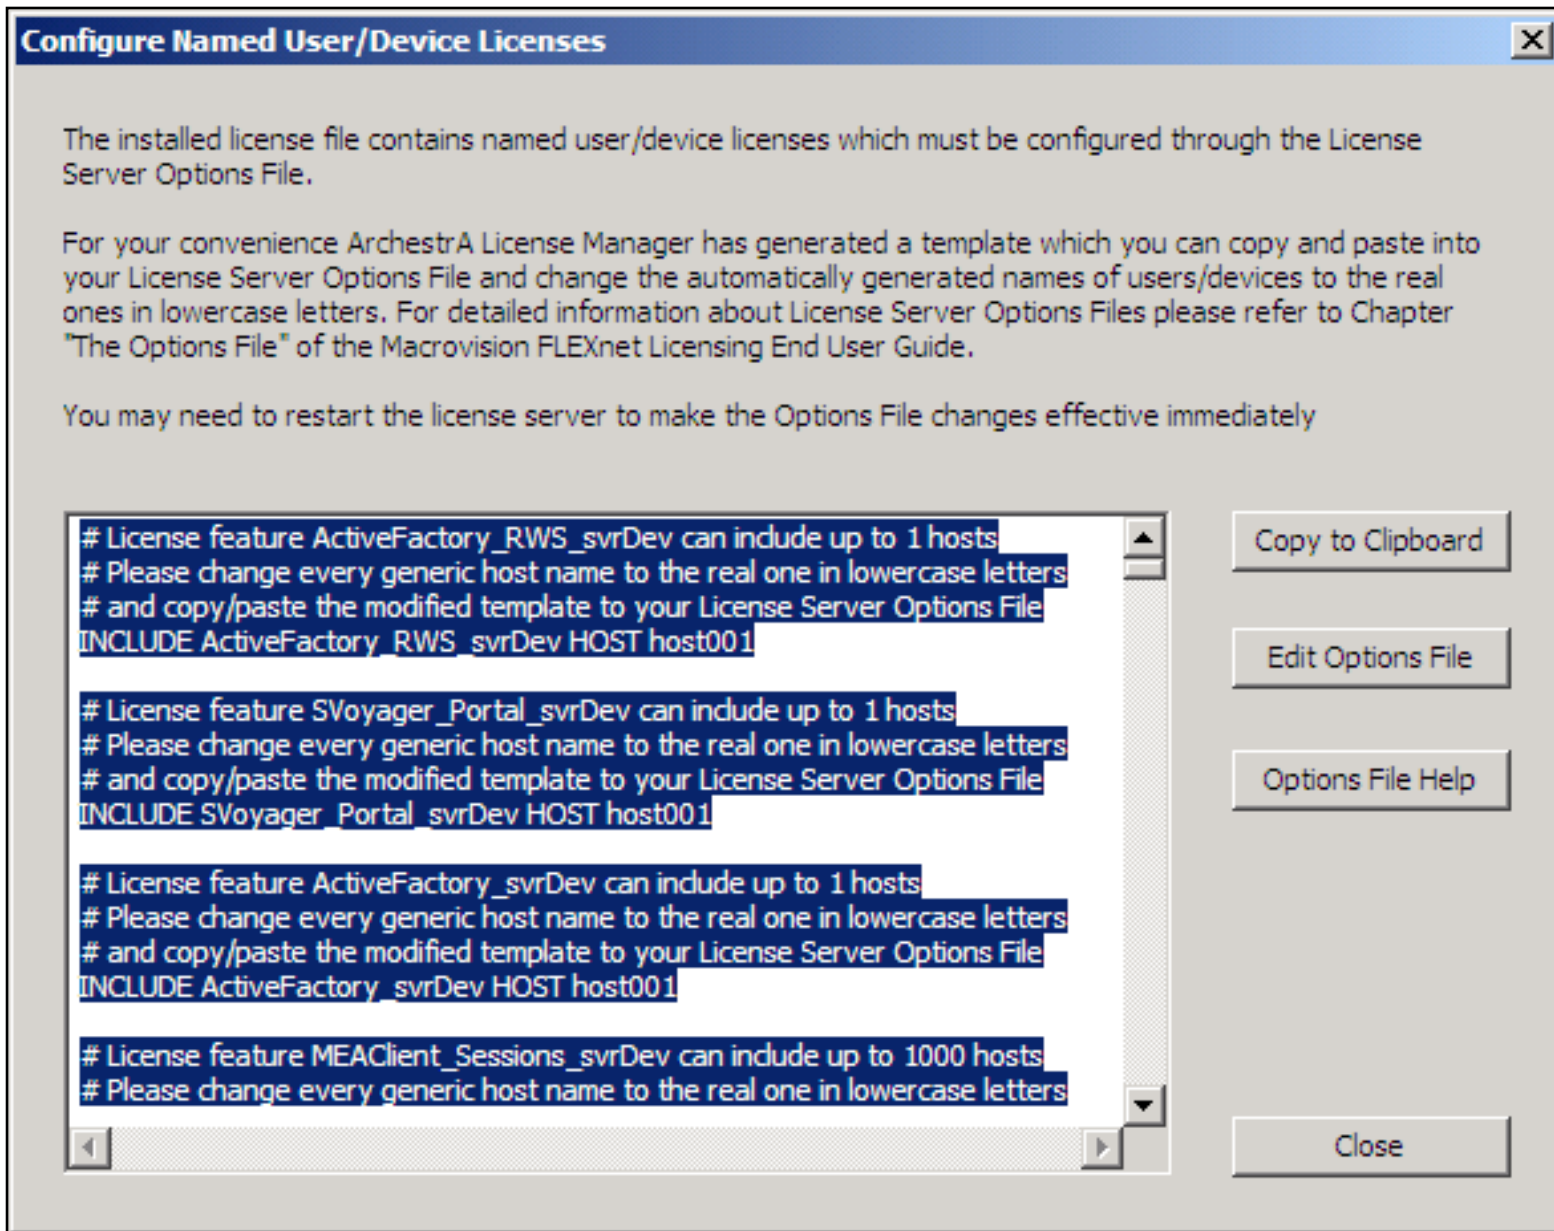 Configure Named User/Device Licenses
The installed license file contains named user/device licenses which must be configured through the License
Server Options File.
For your convenience ArchestrA License Manager has generated a template which you can copy and paste into
your License Server Options File and change the automatically generated names of users/devices to the real
ones in lowercase letters. For detailed information about License Server Options Files please refer to Chapter
"The Options File" of the Macrovision FLEXnet Licensing End User Guide.
You may need to restart the license server to make the Options File changes effective immediately
# License feature ActiveFactory_RWS_svrDev can include up to 1 hosts
# Please change every generic host name to the real one in lowercase letters
# and copy/paste the modified template to your License Server Options File
INCLUDE ActiveFactory_RWS_svrDev HOST host001
# License feature SVoyager_Portal_svrDev can include up to 1 hosts
# Please change every generic host name to the real one in lowercase letters
# and copy/paste the modified template to your License Server Options File
INCLUDE SVoyager_Portal_svrDev HOST host001
# License feature ActiveFactory_svrDev can include up to 1 hosts
# Please change every generic host name to the real one in lowercase letters
# and copy/paste the modified template to your License Server Options File
INCLUDE ActiveFactory_svrDev HOST host001
# License feature MEAClient_Sessions_svrDev can include up to 1000 hosts
# Please change every generic host name to the real one in lowercase letters
Copy to Clipboard
Edit Options File
Options File Help
Close